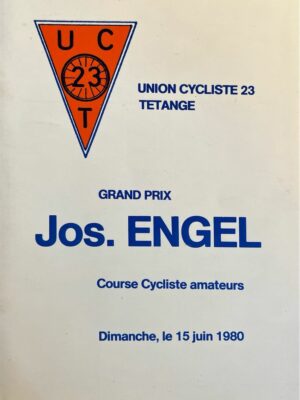 U C
23
T
UNION CYCLISTE 23
TETANGE
GRAND PRIX
Jos. ENGEL
Course Cycliste amateurs
Dimanche, le 15 juin 1980